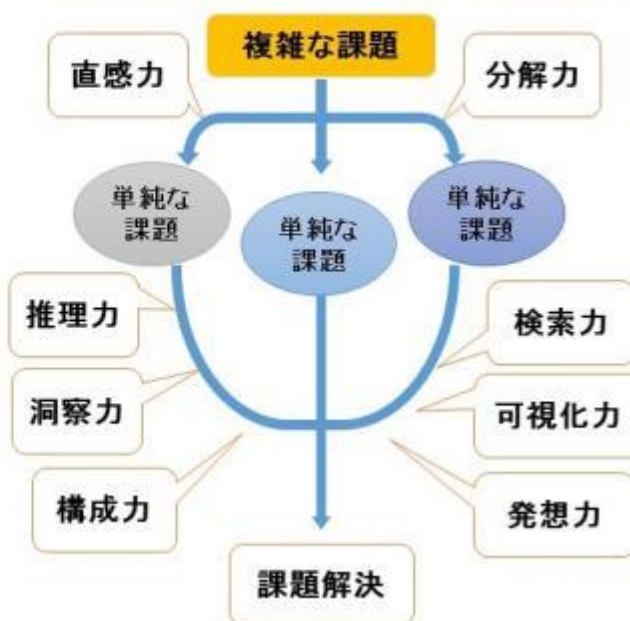 複雑な課題
直感力
分解力
単純な
課題
単純な
課題
単純な
課題
推理力
検索力
洞察力
可視化力
構成力
発想力
課題解決